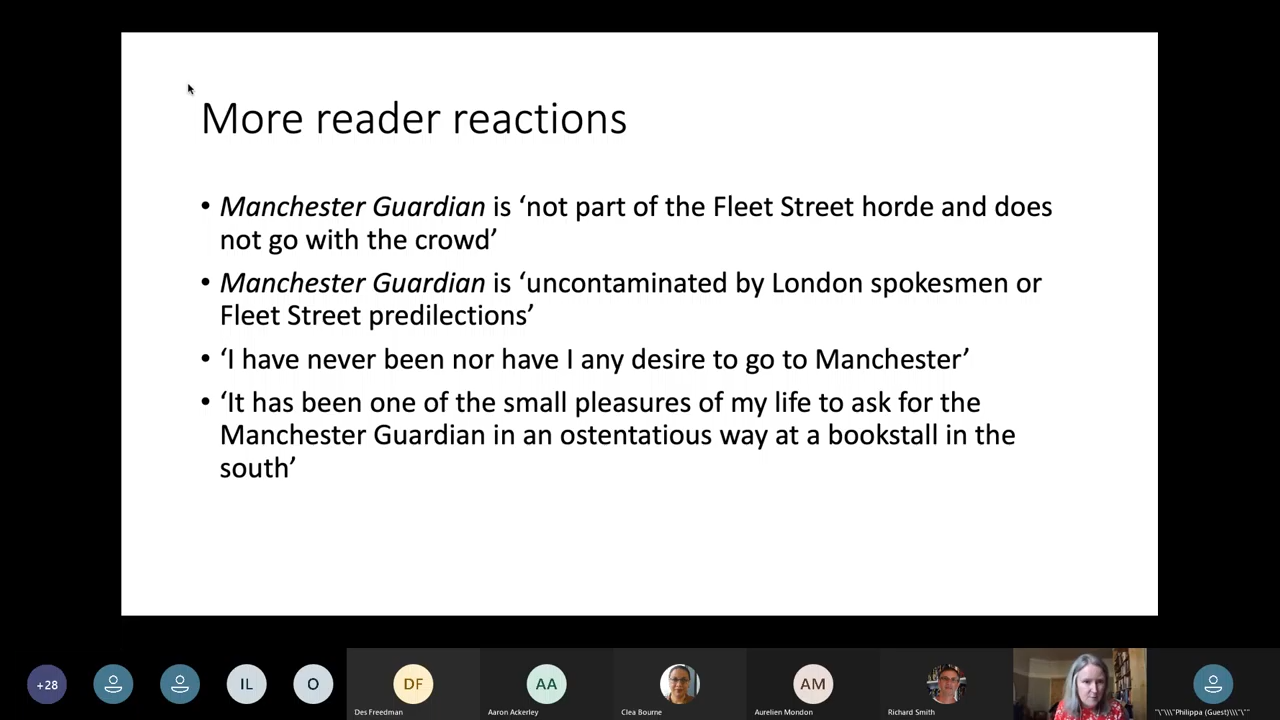 More reader reactions
• Manchester Guardian is ‘not part of the Fleet Street horde and does
not go with the crowd’
• Manchester Guardian is ‘uncontaminated by London spokesmen or
Fleet Street predilections’
• ‘I have never been nor have I any desire to go to Manchester’
• ‘It has been one of the small pleasures of my life to ask for the
Manchester Guardian in an ostentatious way at a bookstall in the
south’
+28
IL
O
DF
AA
AM
Des Freedman
Aaron Ackerley
Clea Bourne
Aurelien Mondon
Richard Smith
"\"\\\"Philippa (Guest)\\\"\""